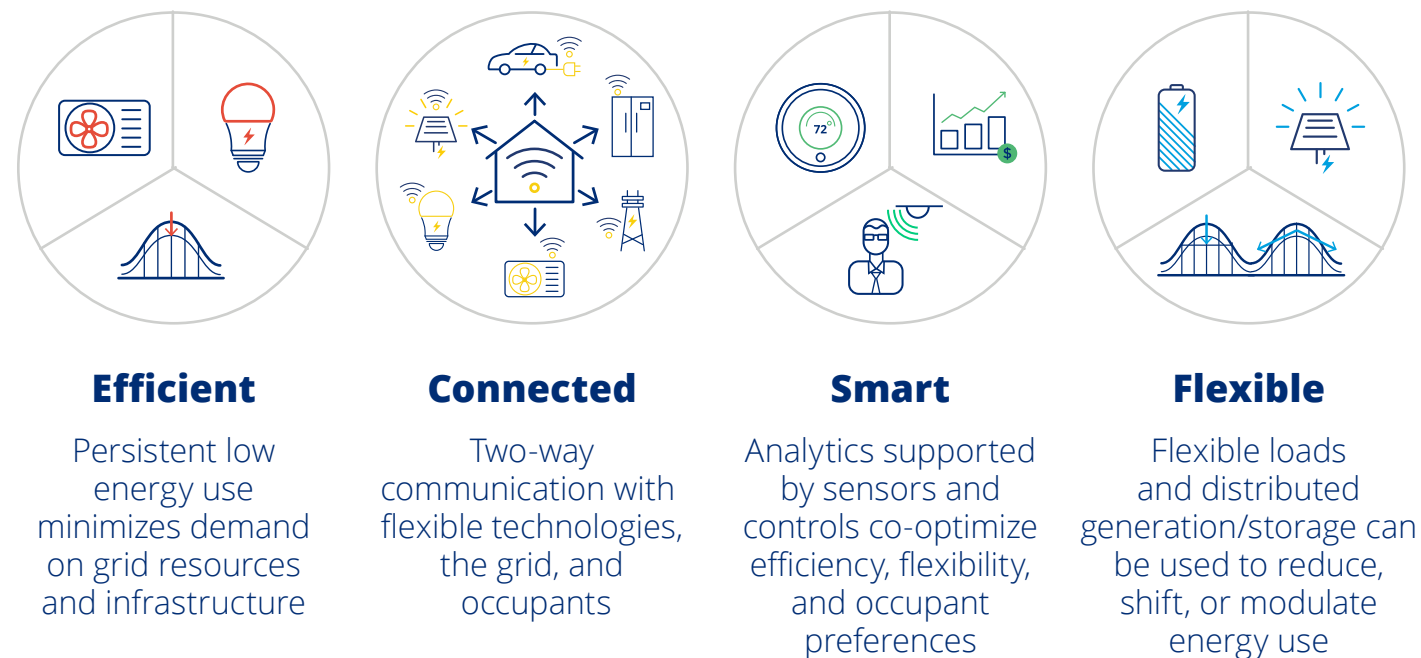 72°
$
Efficient
Persistent low
energy use
minimizes demand
on grid resources
and infrastructure
Connected
Two-way
communication with
flexible technologies,
the grid, and
occupants
Smart
Analytics supported
by sensors and
controls co-optimize
efficiency, flexibility,
and occupant
preferences
Flexible
Flexible loads
and distributed
generation/storage can
be used to reduce,
shift, or modulate
energy use